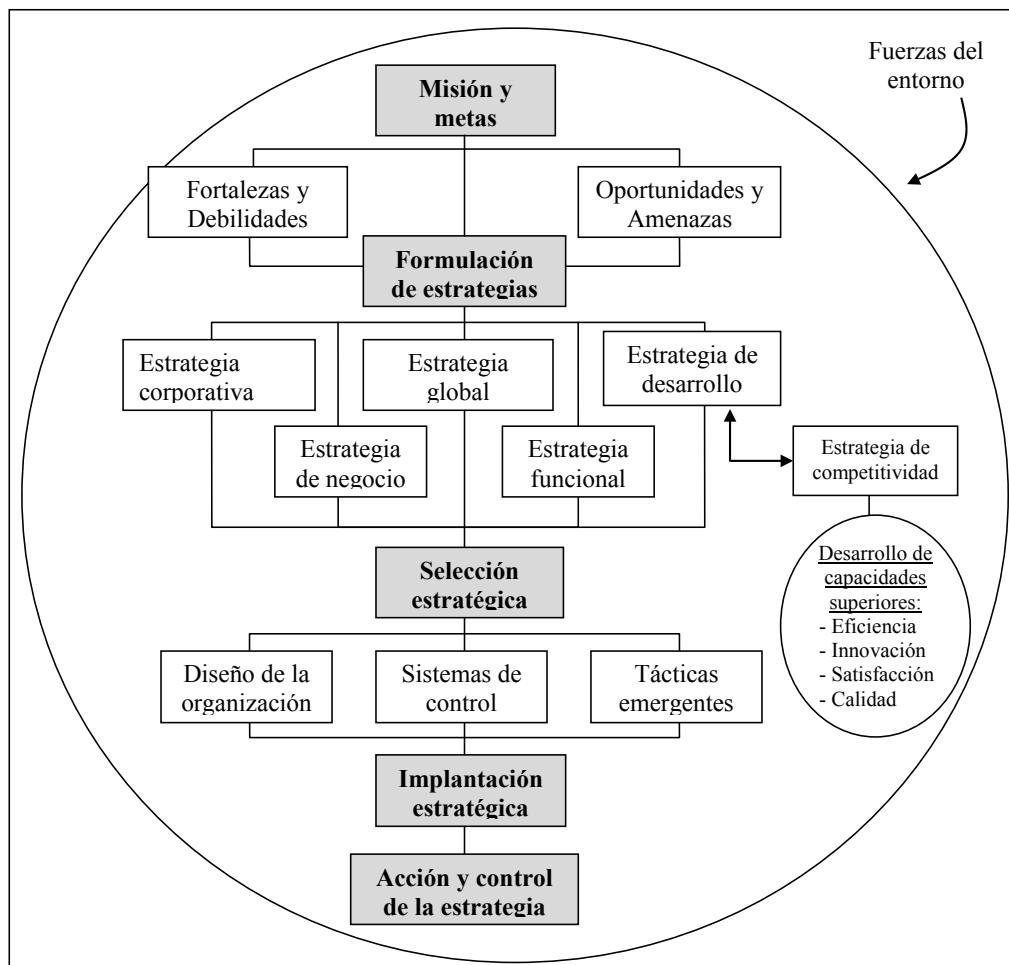 Fuerzas del
entorno
Misión y
metas
Fortalezas y
Debilidades
Oportunidades y
Amenazas
Formulación
de estrategias
Estrategia
corporativa
Estrategia
global
Estrategia de
desarrollo
Estrategia
de negocio
Estrategia
funcional
Estrategia de
competitividad
Desarrollo de
capacidades
superiores:
- Eficiencia
- Innovación
- Satisfacción
- Calidad
Selección
estratégica
Diseño de la
organización
Sistemas de
control
Tácticas
emergentes
Implantación
estratégica
Acción y control
de la estrategia